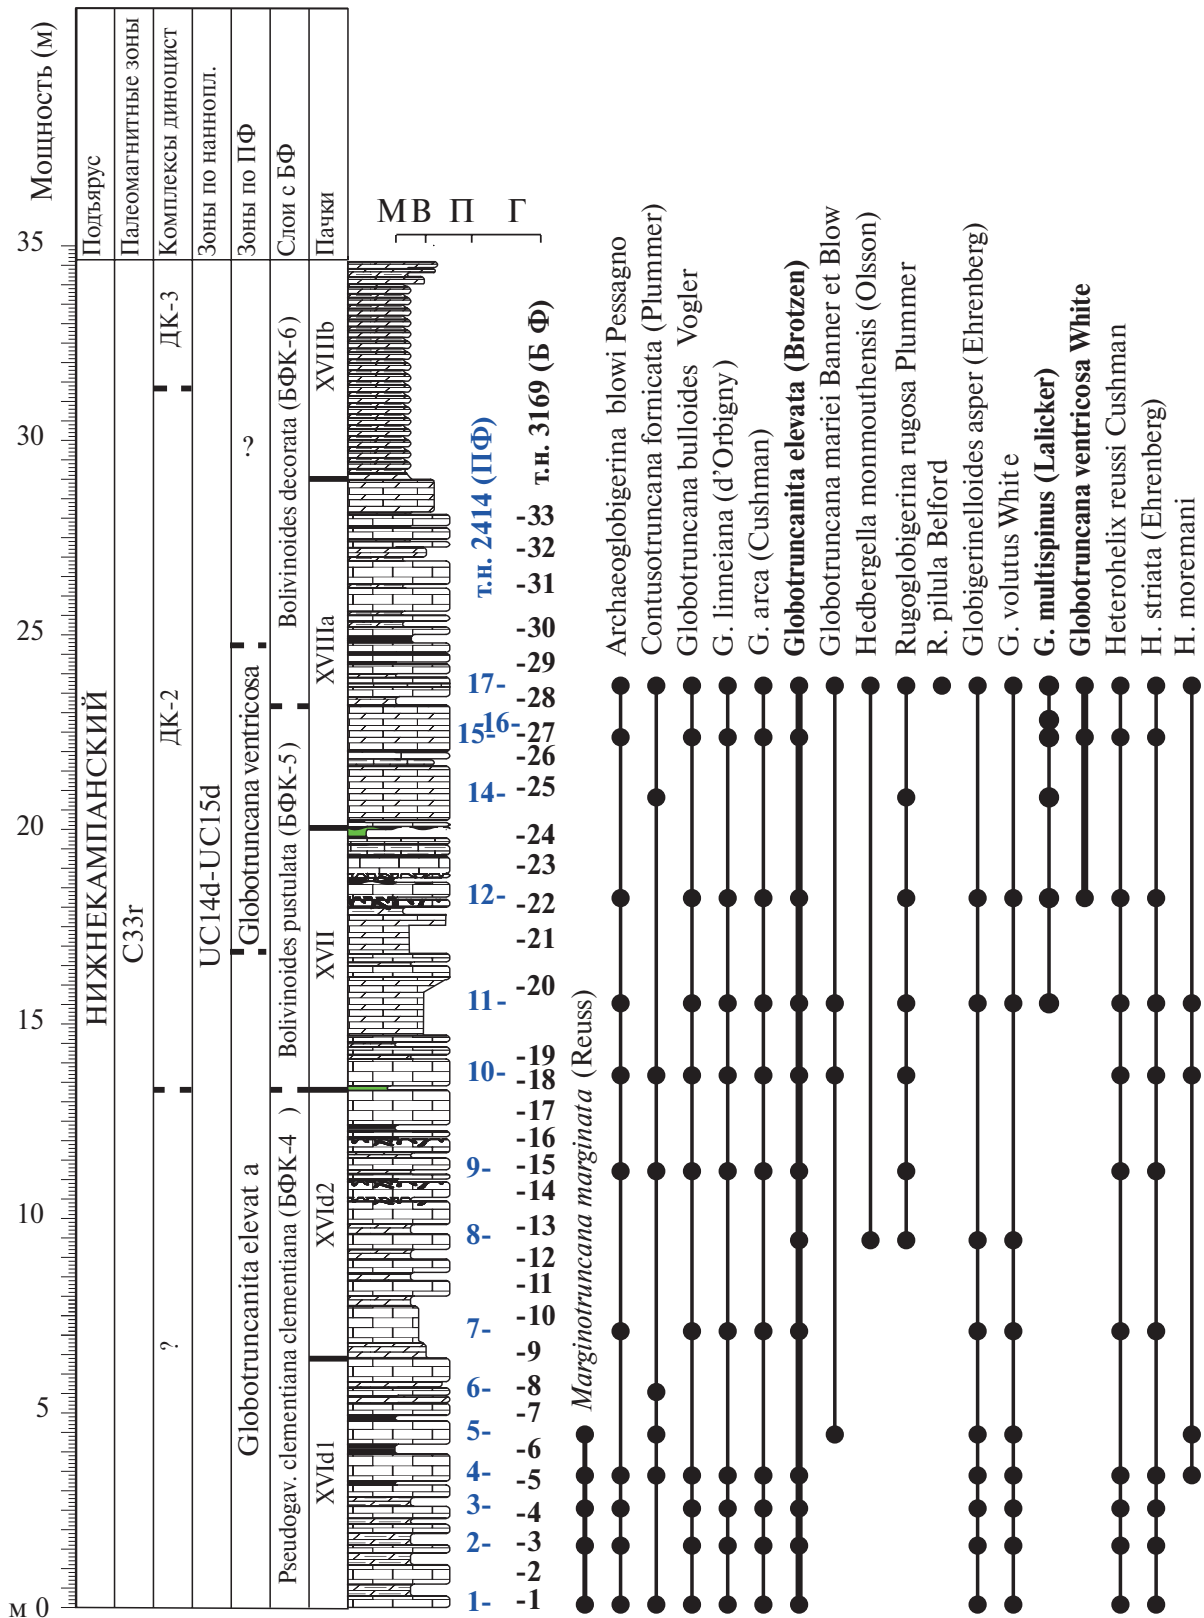 Мощность (м)
Подъярус
Палеомагнитные зоны
Комплексы диноцист
Зоны по наннопл.
Зоны по ПФ
Слои с БФ
Пачки
М В П Г
35
30
25
20
15
10
5
м 0
НИЖНЕКАМПАНСКИЙ
C33r
ДК-3
ДК-2
?
UC14d-UC15d
-?
Globotruncana ventricosa
Globotruncanita elevat a
Bolivinoides decorata (БФК-6)
Bolivinoides pustulata (БФК-5)
Pseudogav. clementiana clementiana (БФК-4 )
XVIIIb
XVIIIa
XVII
XVId2
XVId1
т.н. 2414 (ПФ)
17-
16-
15-
14-
12-
11-
10-
9-
8-
7-
6-
5-
4-
3-
2-
1-
т.н. 3169 (Б Ф)
-33
-32
-31
-30
-29
-28
-27
-26
-25
-24
-23
-22
-21
-20
-19
-18
-17
-16
-15
-14
-13
-12
-11
-10
-9
-8
-7
-6
-5
-4
-3
-2
-1
Marginotruncana marginata (Reuss)
Archaeoglobigerina blowi Pessagno
Contusotruncana fornicata (Plummer)
Globotruncana bulloides Vogler
G. linneiana (d'Orbigny)
G. arca (Cushman)
Globotruncanita elevata (Brotzen)
Globotruncana mariei Banner et Blow
Hedbergella monmouthensis (Olsson)
Rugoglobigerina rugosa Plummer
R. pilula Belford
Globigerinelloides asper (Ehrenberg)
G. volutus White
G. multispinus (Lalicker)
Globotruncana ventricosa White
Heterohelix reussi Cushman
H. striata (Ehrenberg)
H. moremani